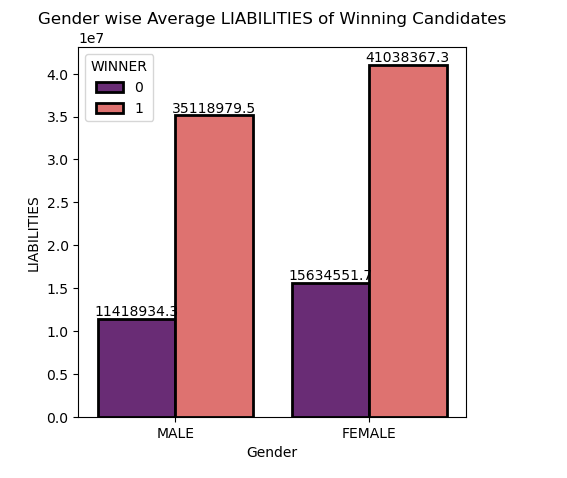 Gender wise Average LIABILITIES of Winning Candidates
1e7
WINNER
0
1
41038367.3
35118979.5
15634551.7
11418934.3
4.0
3.5
3.0
2.5
2.0
1.5
1.0
0.5
0.0
LIABILITIES
MALE
FEMALE
Gender